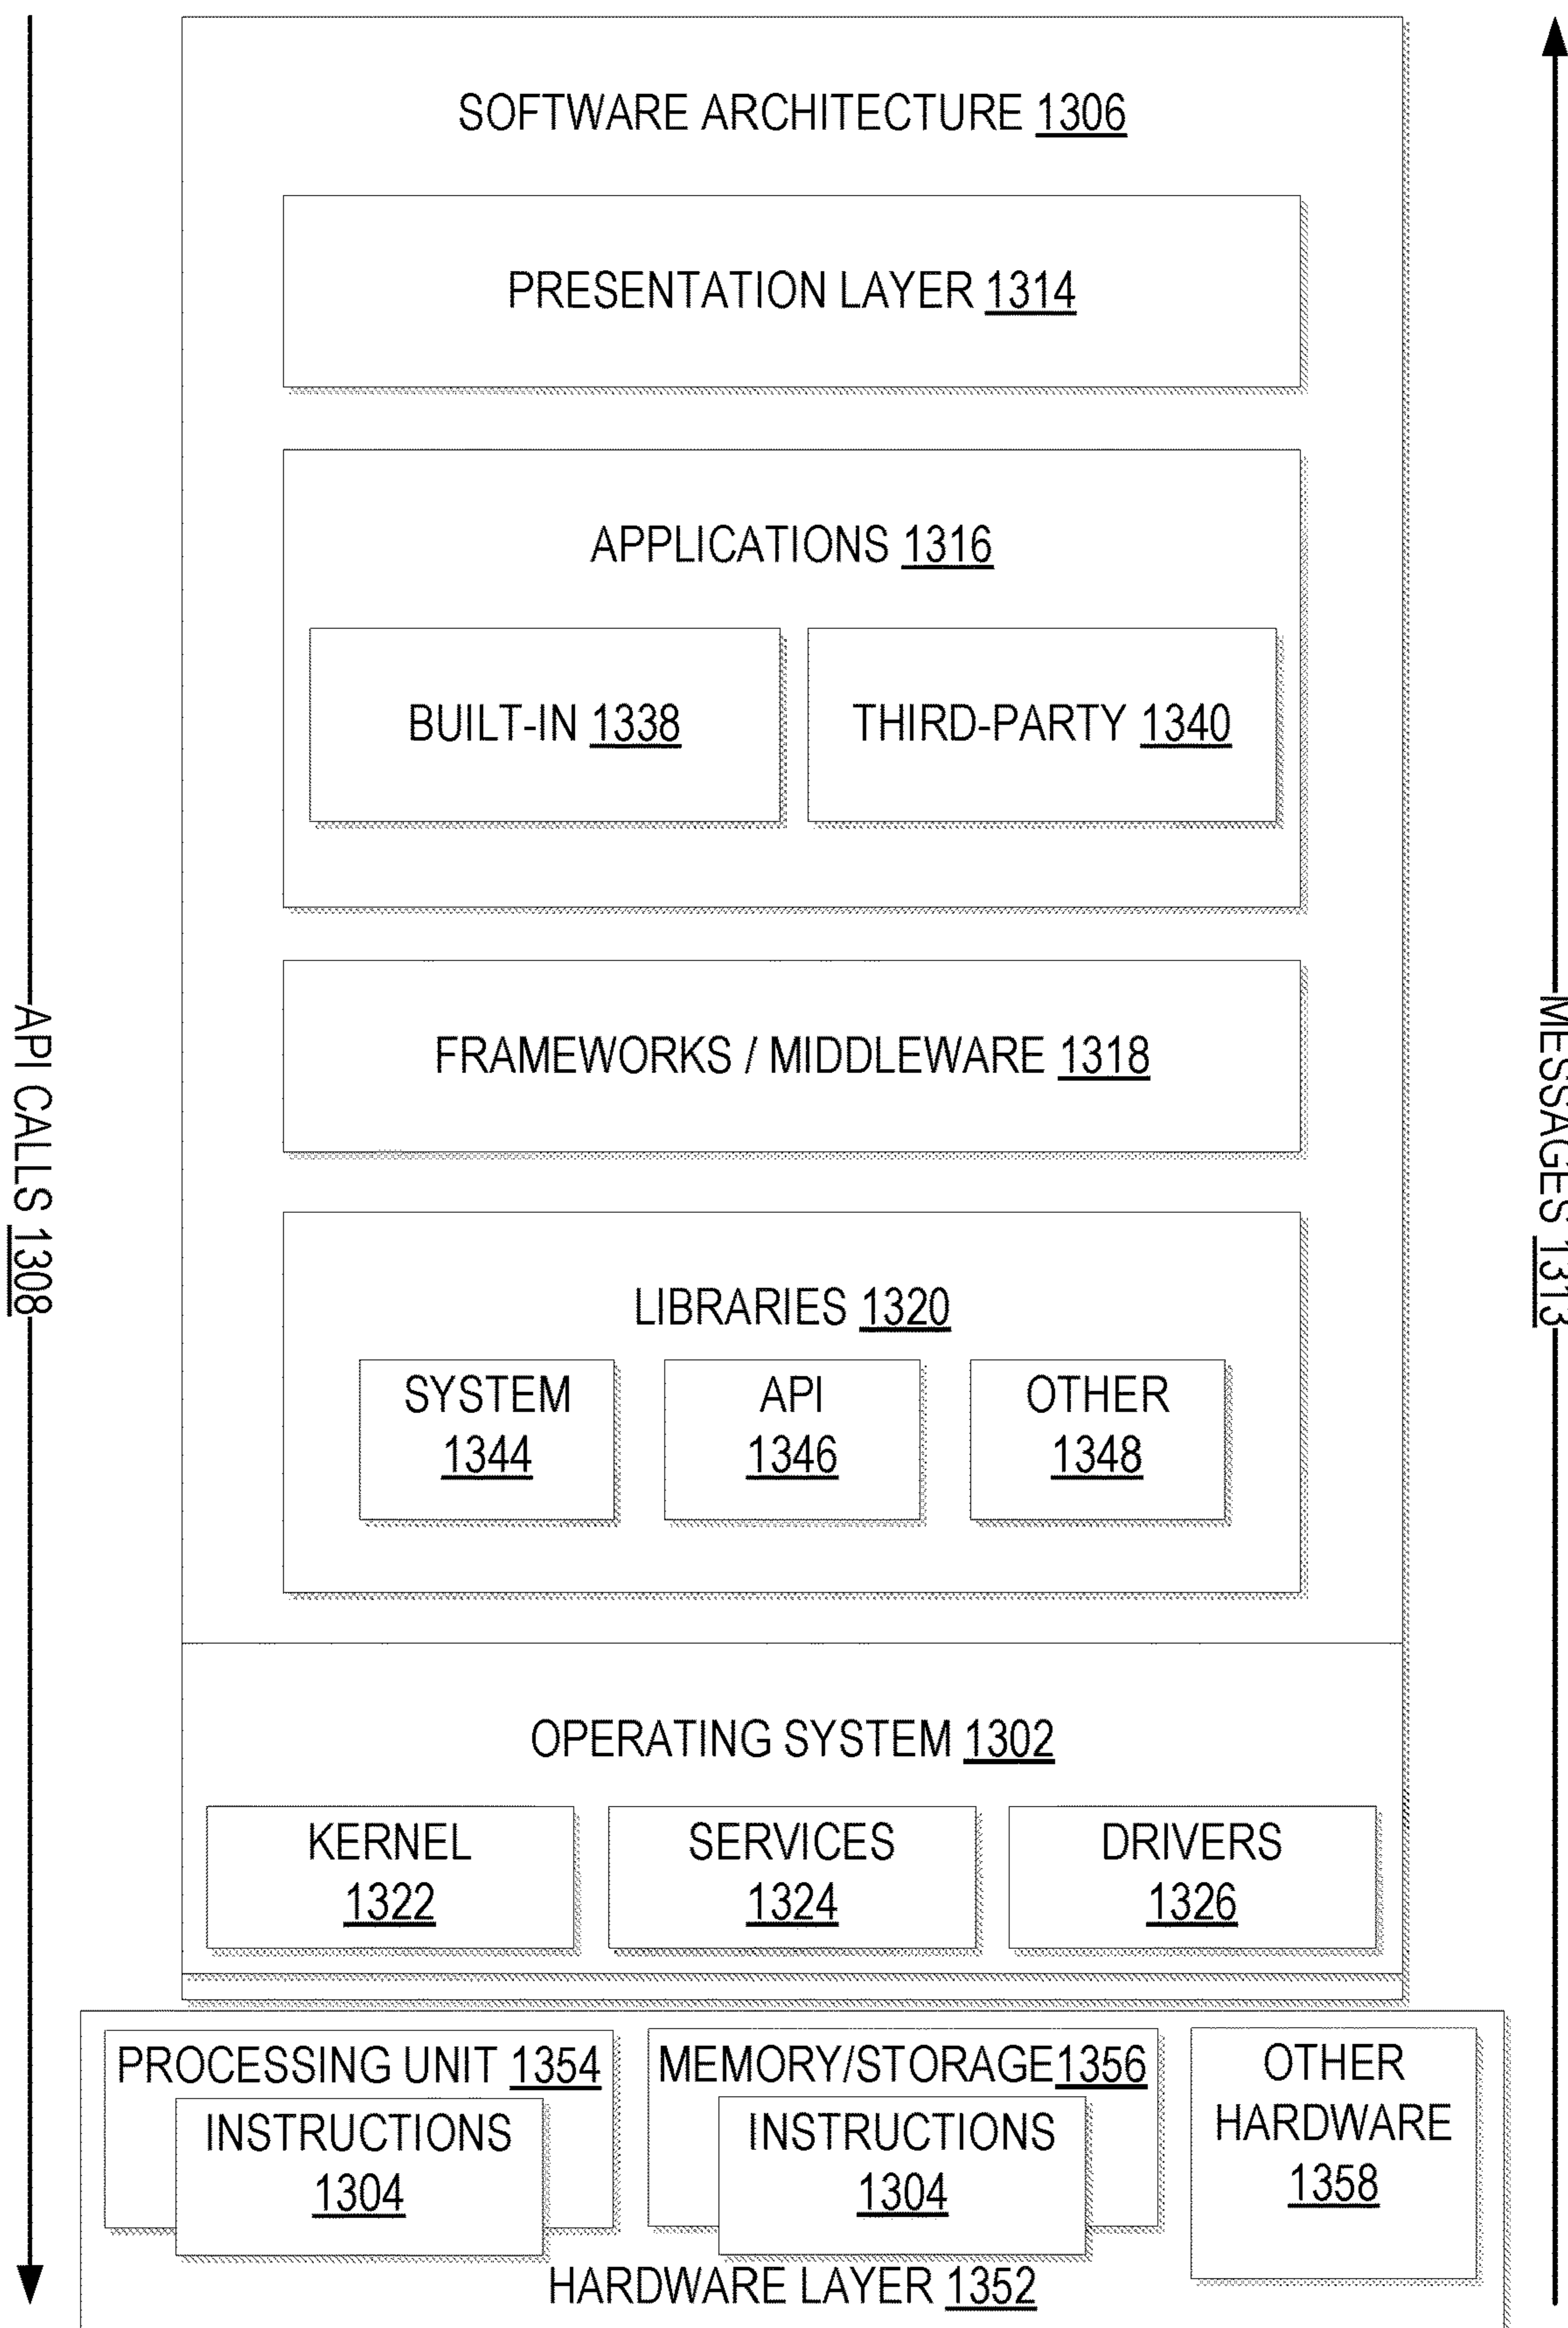 SOFTWARE ARCHITECTURE 1306
PRESENTATION LAYER 1314
APPLICATIONS 1316
BUILT-IN 1338
THIRD-PARTY 1340
FRAMEWORKS / MIDDLEWARE 1318
LIBRARIES 1320
SYSTEM
1344
API
1346
OTHER
1348
OPERATING SYSTEM 1302
KERNEL
1322
SERVICES
1324
DRIVERS
1326
PROCESSING UNIT 1354
INSTRUCTIONS
1304
MEMORY/STORAGE1356
INSTRUCTIONS
1304
OTHER
HARDWARE
1358
HARDWARE LAYER 1352
API CALLS 1308
MESSAGES 1313